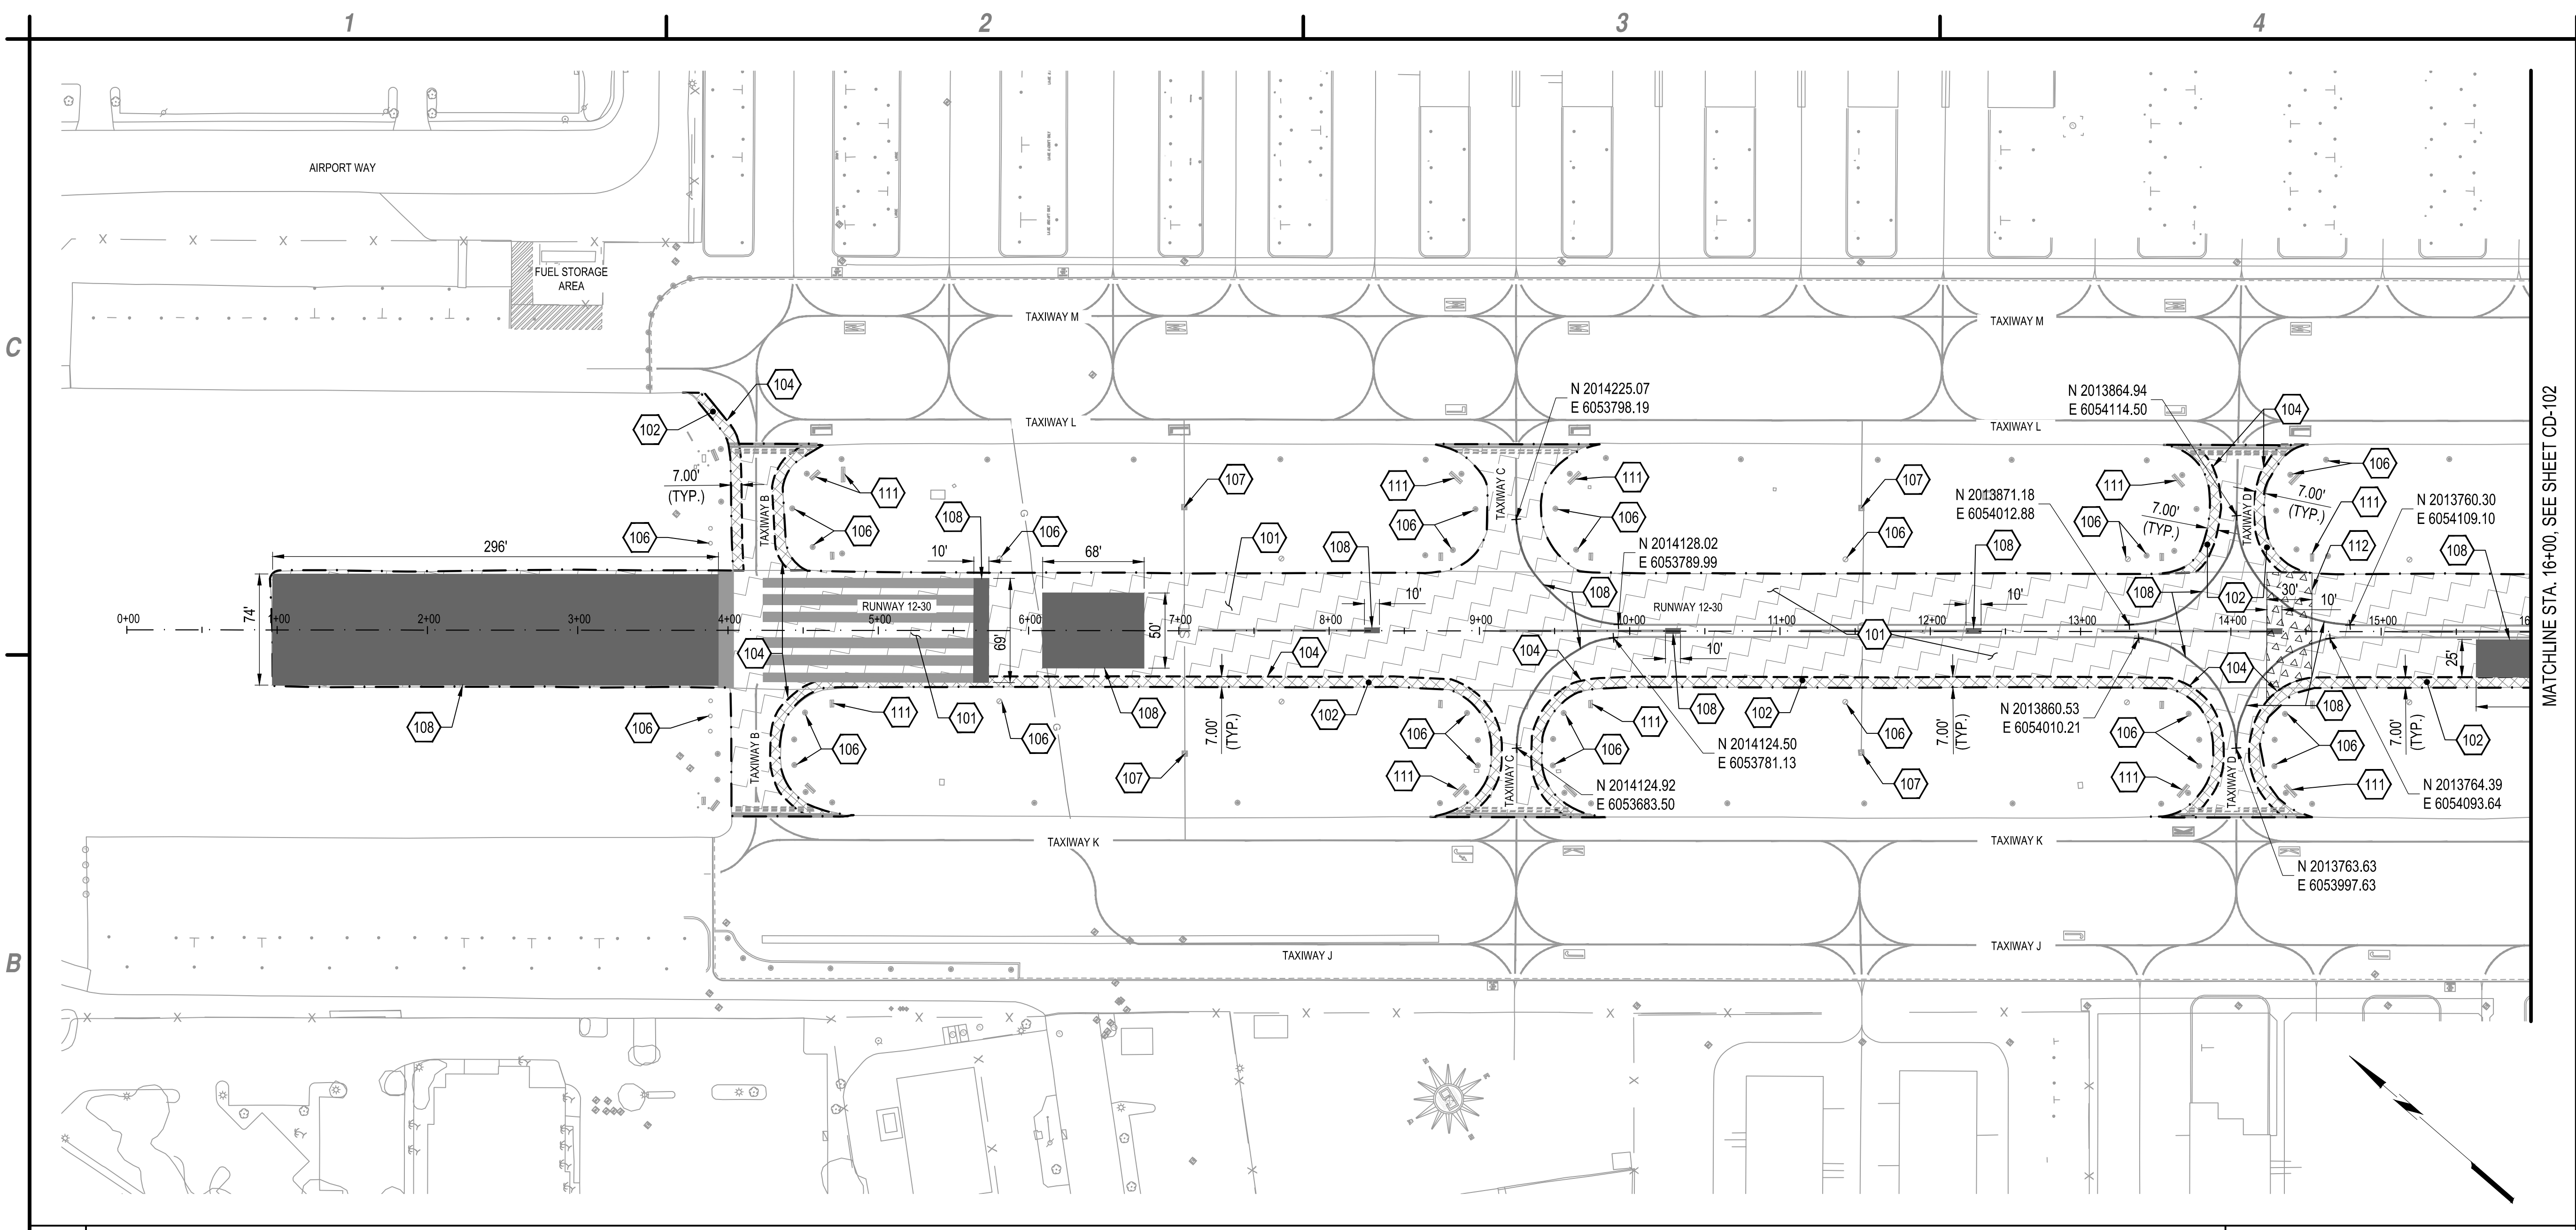 1
2
3
4
C
B
AIRPORT WAY
FUEL STORAGE
AREA
TAXIWAY M
TAXIWAY M
104
102
TAXIWAY L
TAXIWAY L
N 2014225.07
E 6053798.19
N 2013864.94
E 6054114.50
104
MATCHLINE STA. 16+00, SEE SHEET CD-102
7.00'
(TYP.)
TAXIWAY B
111
106
106
108
106
107
111
106
TAXIWAY C
111
106
107
106
N 2013871.18
E 6054012.88
111
106
7.00'
(TYP.)
TAXIWAY D
7.00'
(TYP.)
106
111
112
N 2013760.30
E 6054109.10
108
296'
10'
68'
101
108
N 2014128.02
E 6053789.99
108
74'
RUNWAY 12-30
69'
50'
10'
108
RUNWAY 12-30
10'
108
102
30'
10'
0+00
1+00
2+00
3+00
4+00
5+00
6+00
7+00
8+00
9+00
10+00
11+00
12+00
13+00
14+00
15+00
16
G
G
S
104
104
104
10'
101
104
25'
108
106
TAXIWAY B
106
111
101
106
108
107
7.00'
(TYP.)
102
106
111
TAXIWAY C
106
111
108
N 2014124.50
E 6053781.13
N 2014124.92
E 6053683.50
102
106
107
7.00'
(TYP.)
N 2013860.53
E 6054010.21
106
111
TAXIWAY D
108
106
111
7.00'
(TYP.)
102
N 2013764.39
E 6054093.64
N 2013763.63
E 6053997.63
TAXIWAY K
TAXIWAY K
TAXIWAY J
TAXIWAY J